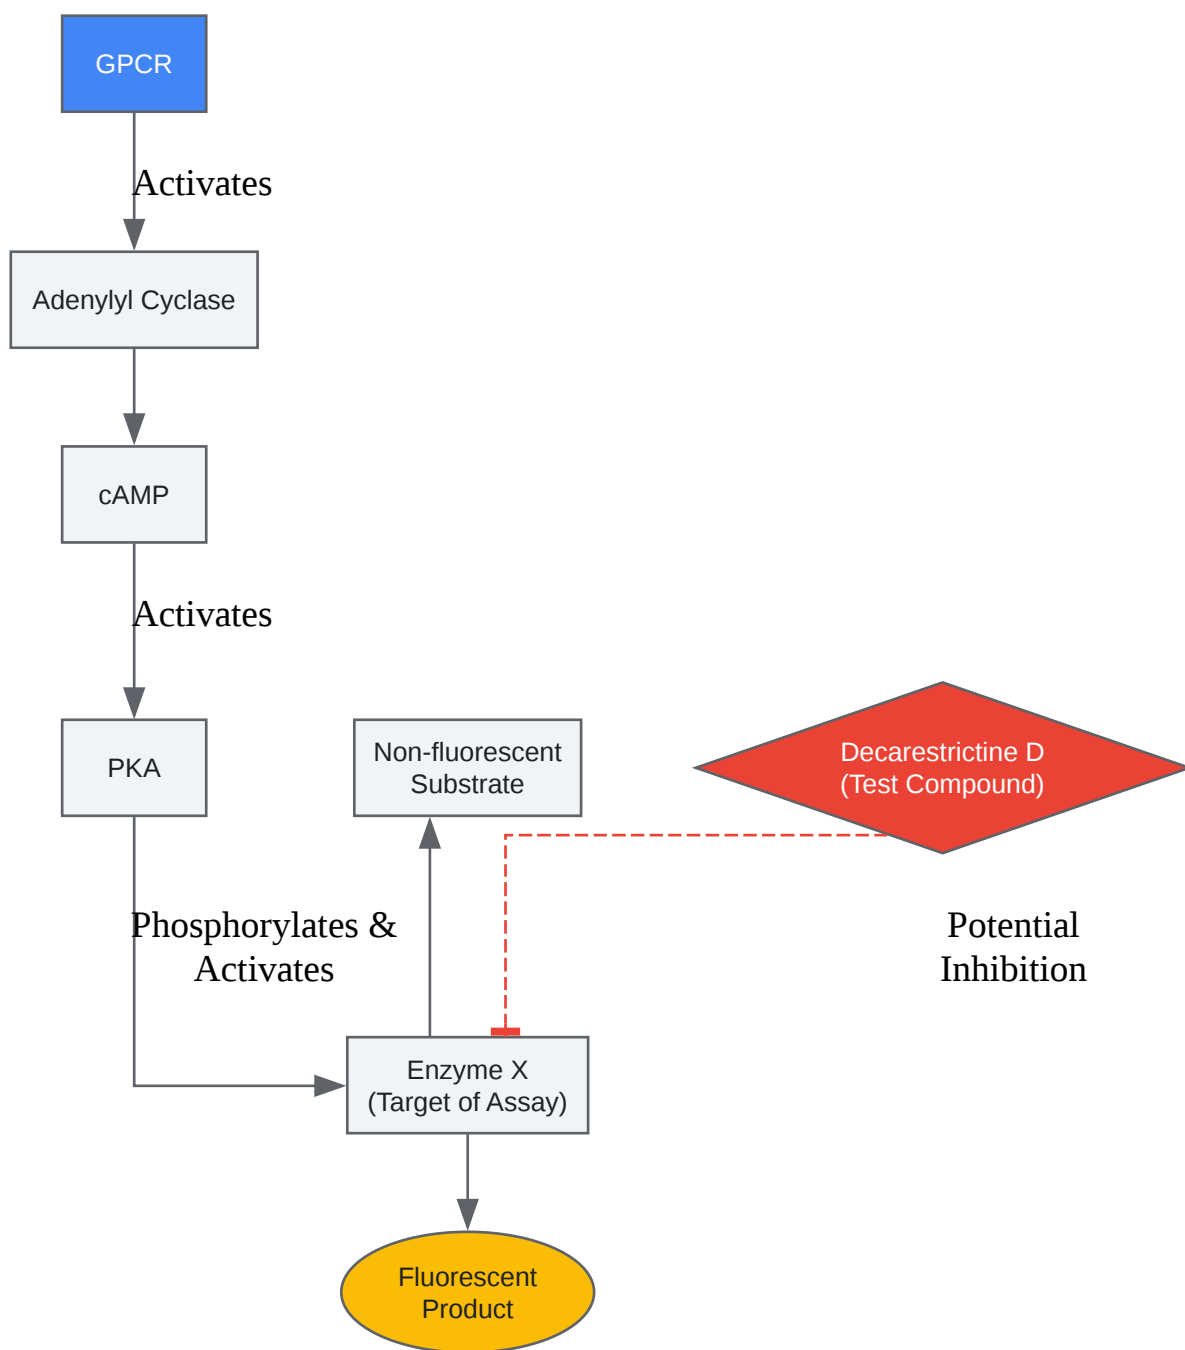 GPCR
Activates
Adenylyl Cyclase
cAMP
Activates
PKA
Non-fluorescent
Substrate
Decarestrictine D
(Test Compound)
Phosphorylates &
Activates
Potential
Inhibition
Enzyme X
(Target of Assay)
Fluorescent
Product